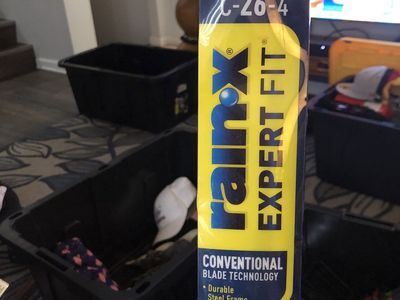 C-26-4
rain-x®
EXPERT FIT®
CONVENTIONAL
BLADE TECHNOLOGY
• Durable
Steel Frame